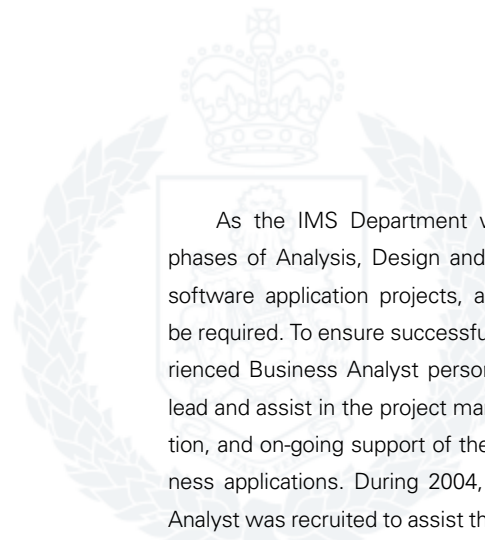 As the IMS Department
phases of Analysis, Design and
software application projects, a
be required. To ensure successfu
rienced Business Analyst person
lead and assist in the project ma
tion, and on-going support of the
ness applications. During 2004,
Analyst was recruited to assist th